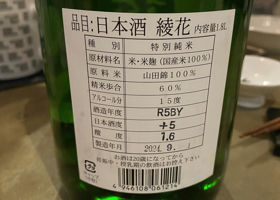 品目:日本酒 綾花 内容量1.8L
種別 特別純米
原料 米・米麹(国産米100%)
原料米 山田錦100%
精米歩合 60%
アルコール分 15度
酒造年度 R5BY
日本酒度 +5
酸度 1.6
製造年月 2024.9.
お酒は20歳になってから
妊娠中・授乳期の飲酒はお控え下さい
4946108061214